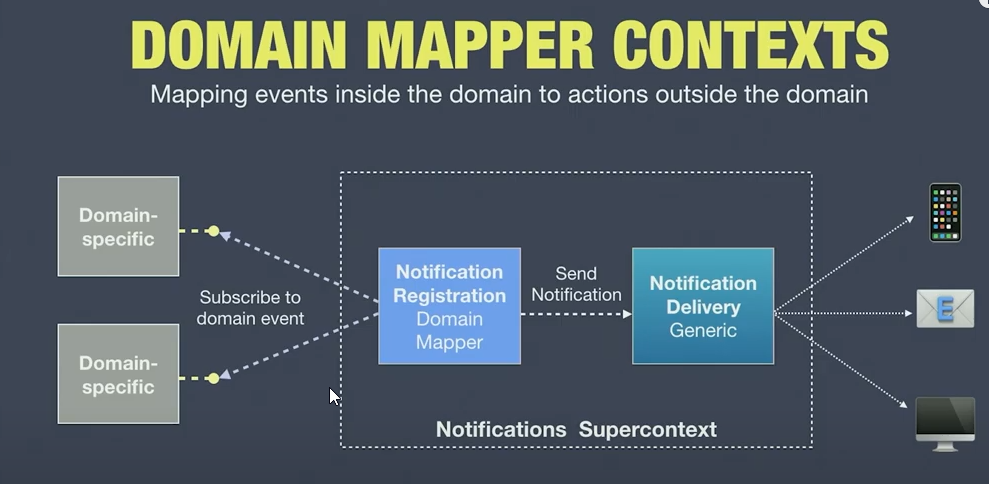 DOMAIN MAPPER CONTEXTS
Mapping events inside the domain to actions outside the domain
Domain-
specific
Subscribe to
domain event
Domain-
specific
Notification
Registration
Domain
Mapper
Send
Notification
Notification
Delivery
Generic
E
Notifications Supercontext